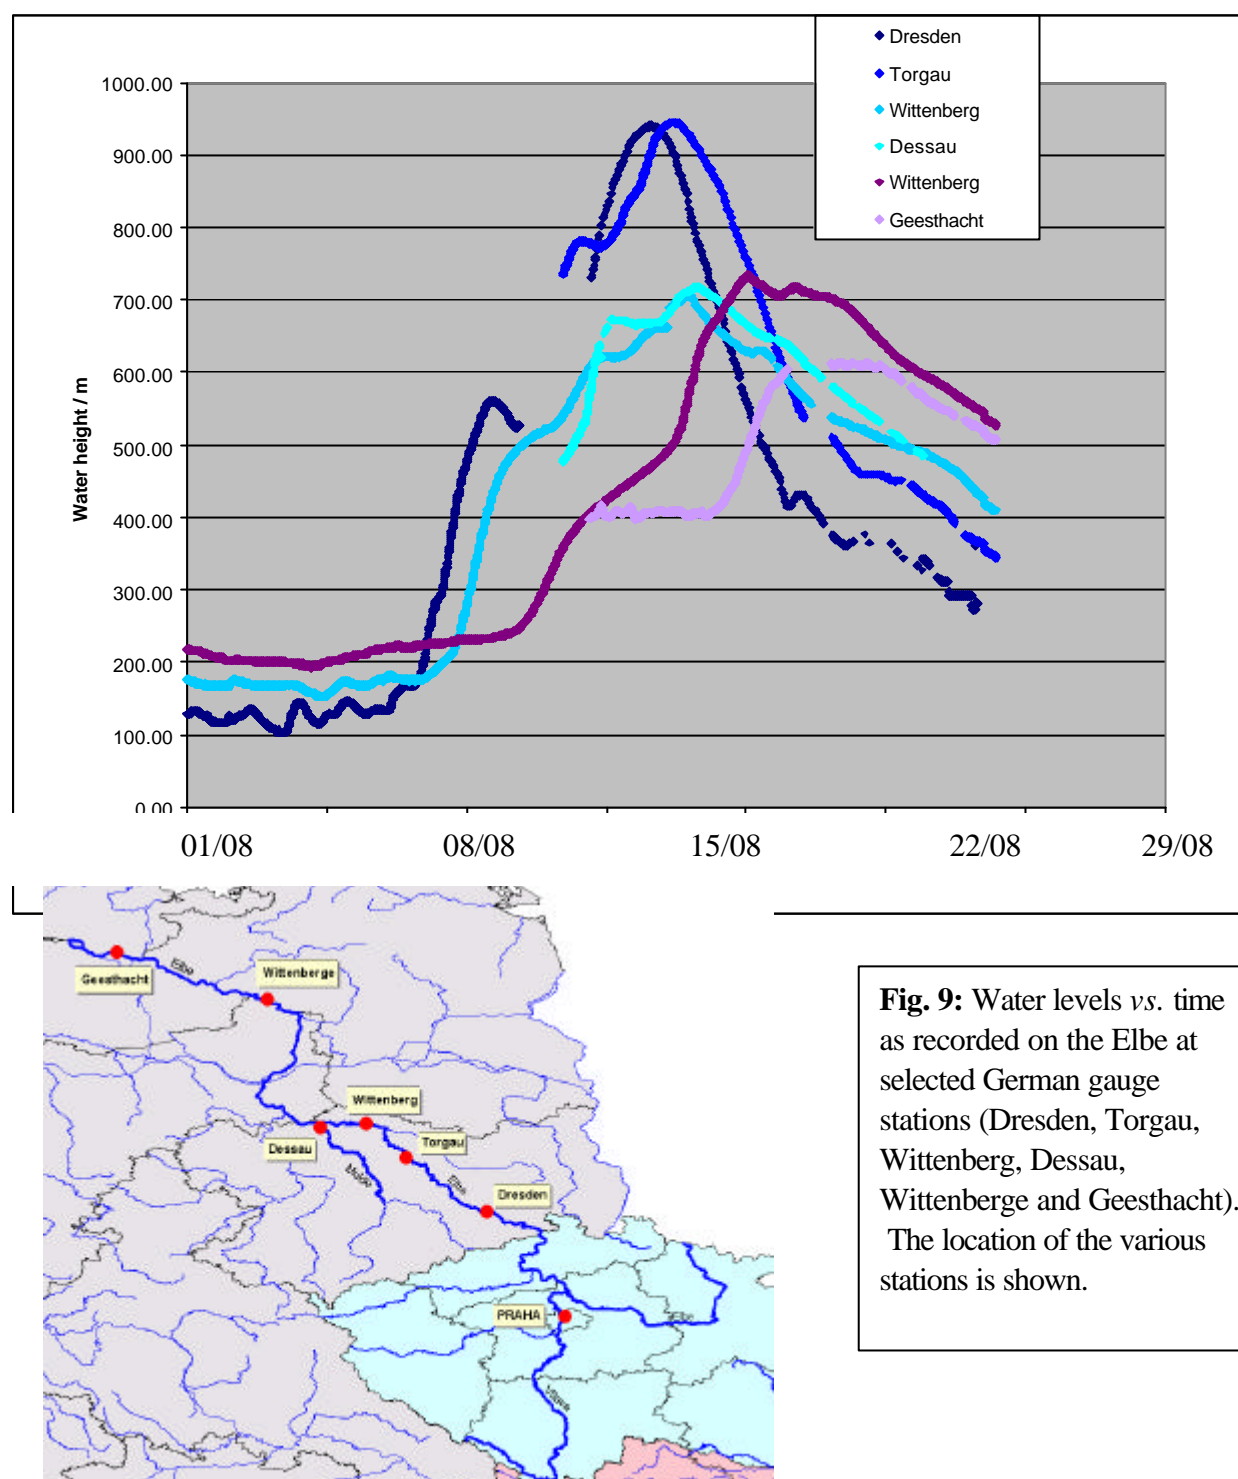 Dresden
Torgau
Wittenberg
Dessau
Wittenberg
Geesthacht
1000.00
900.00
800.00
700.00
600.00
500.00
400.00
300.00
200.00
100.00
0.00
Water height / m
01/08 08/08 15/08 22/08 29/08
Geesthacht
Elbe
Wittenberge
Wittenberg
Dessau
Torgau
Mulde
Elbe
Dresden
PRAHA
Elbe
Fig. 9: Water levels vs. time
as recorded on the Elbe at
selected German gauge
stations (Dresden, Torgau,
Wittenberg, Dessau,
Wittenberge and Geesthacht).
The location of the various
stations is shown.